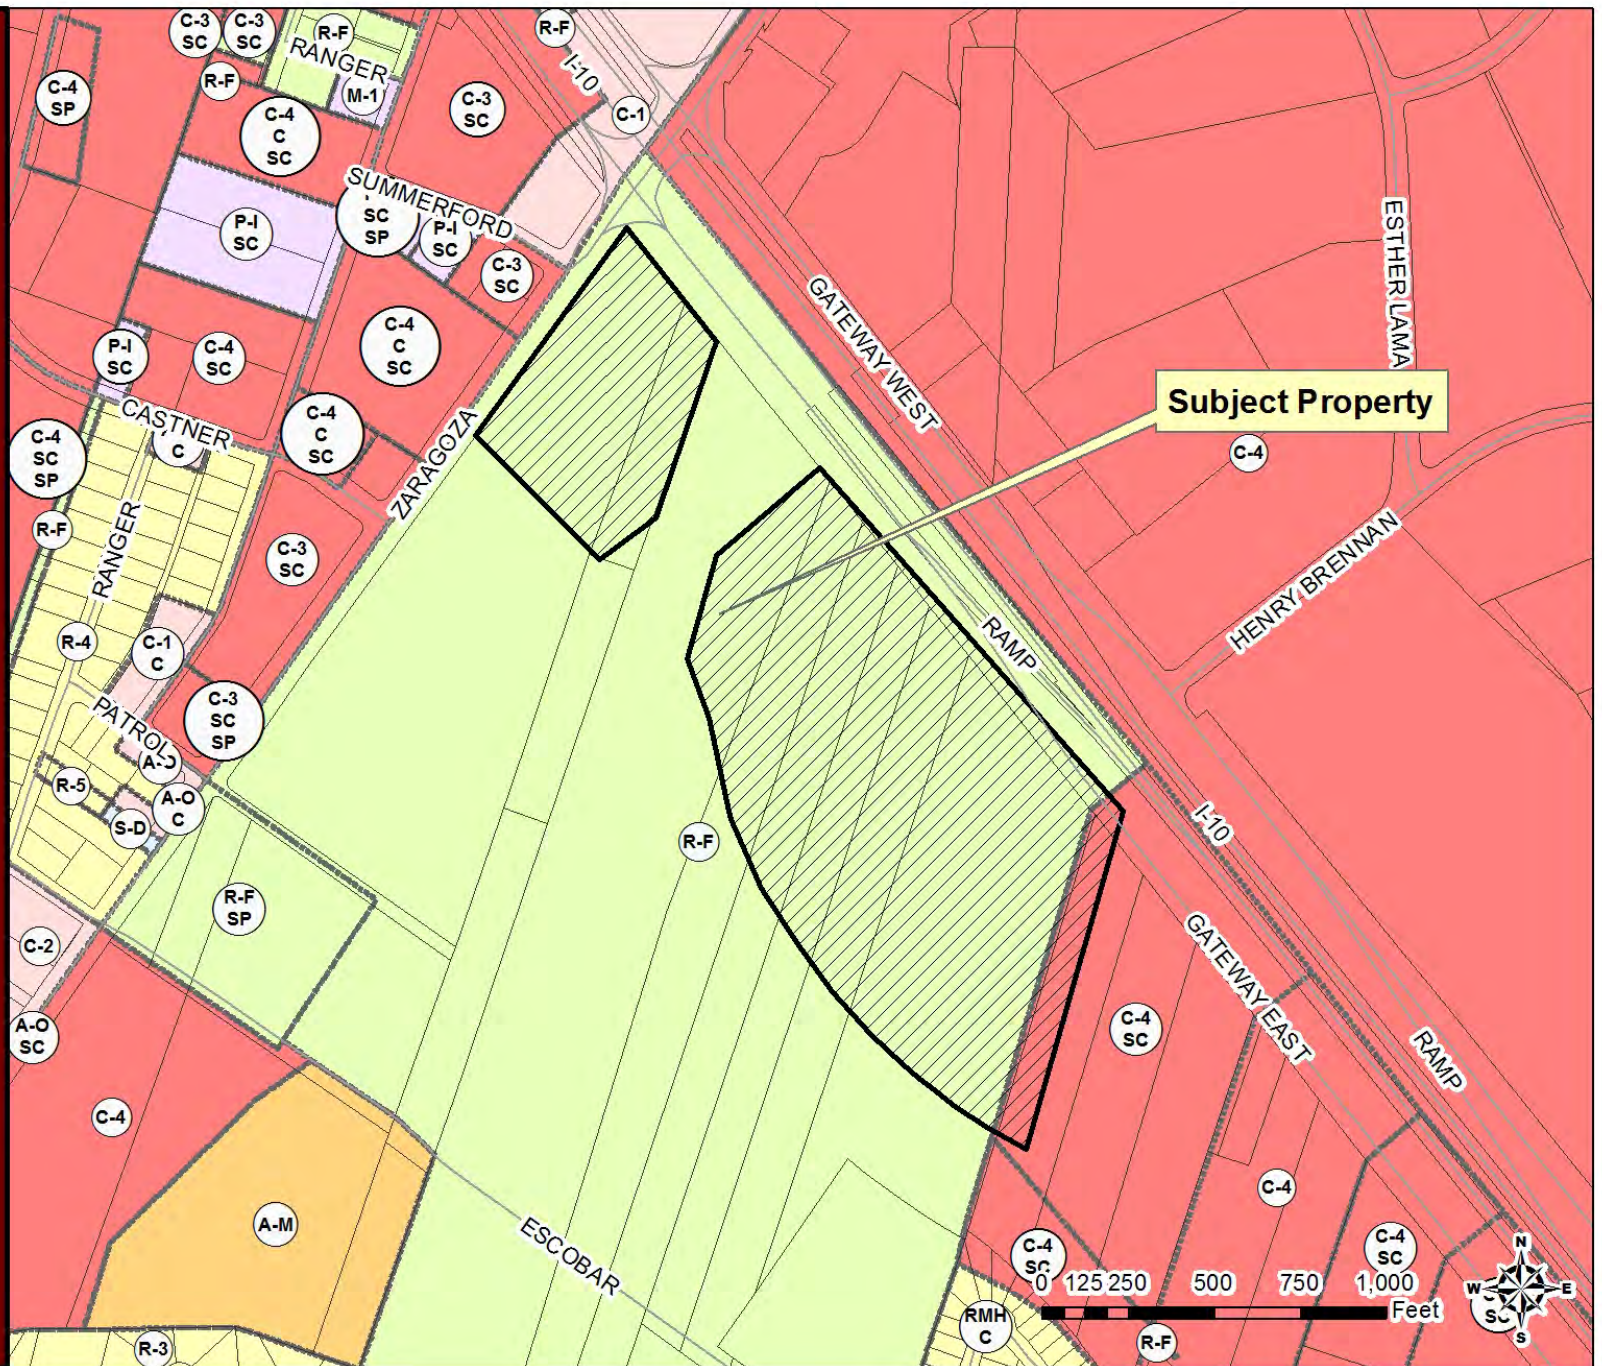 C-3
SC
C-3
SC
R-F
RANGER
R-F
I-10
R-F
M-1
C-4
SP
C-3
SC
C-1
C-4
C
SC
SUMMERFORD
SC
SP
P-I
SC
P-I
SC
C-3
SC
ESTHER LAMA
GATEWAY WEST
C-4
C
SC
P-I
SC
C-4
SC
Subject Property
CASTNER
C
C-4
C
SC
C-4
SC
SP
ZARAGOZA
C-4
R-F
RANGER
C-3
SC
HENRY BRENNAN
R-4
C-1
C
RAMP
PATROL
C-3
SC
SP
R-5
A-O
C
S-D
I-10
R-F
R-F
SP
C-2
GATEWAY EAST
A-O
SC
C-4
SC
RAMP
C-4
A-M
C-4
ESCOBAR
C-4
SC
C-4
SC
N
W
E
S
SC
0 125 250 500 750 1,000
Feet
RMH
C
R-F
R-3